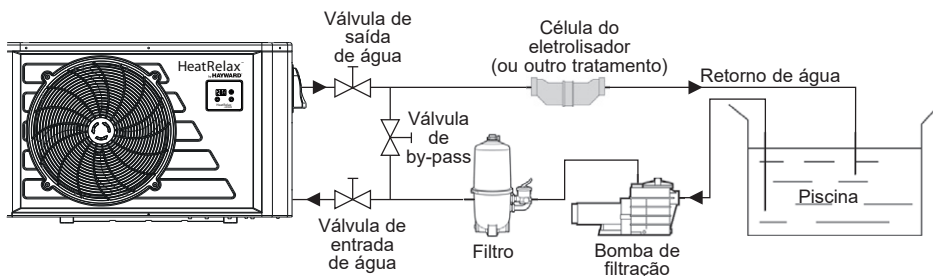 Válvula de
saída
de água
Célula do
eletrolisador
(ou outro tratamento)
Retorno de água
HeatRelax
by HAYWARD
Válvula
de
by-pass
Piscina
Válvula de
entrada
de água
Filtro
Bomba de
filtração